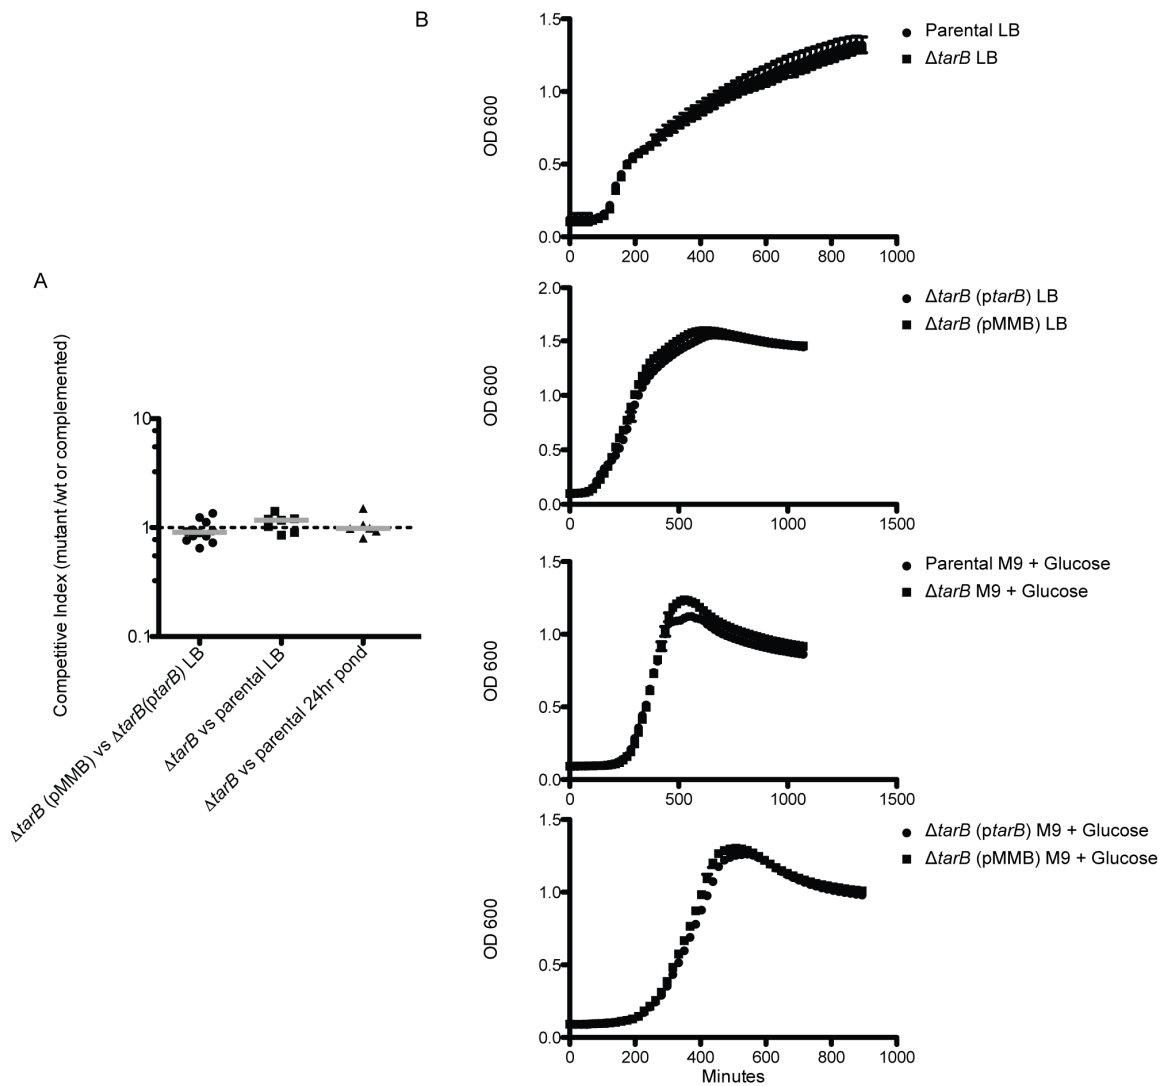 A
Competitive Index (mutant /wt or complemented)
10
1
0.1
ΔtarB (pMMB) vs ΔtarB(ptarB) LB
ΔtarB vs parental LB
ΔtarB vs parental 24hr pond
B
OD 600
1.5
1.0
0.5
0.0
0 200 400 600 800 1000
Parental LB
ΔtarB LB
OD 600
2.0
1.5
1.0
0.5
0.0
0 500 1000 1500
ΔtarB (ptarB) LB
ΔtarB (pMMB) LB
OD 600
1.5
1.0
0.5
0.0
0 500 1000 1500
Parental M9 + Glucose
ΔtarB M9 + Glucose
OD 600
1.5
1.0
0.5
0.0
0 200 400 600 800 1000
Minutes
ΔtarB (ptarB) M9 + Glucose
ΔtarB (pMMB) M9 + Glucose